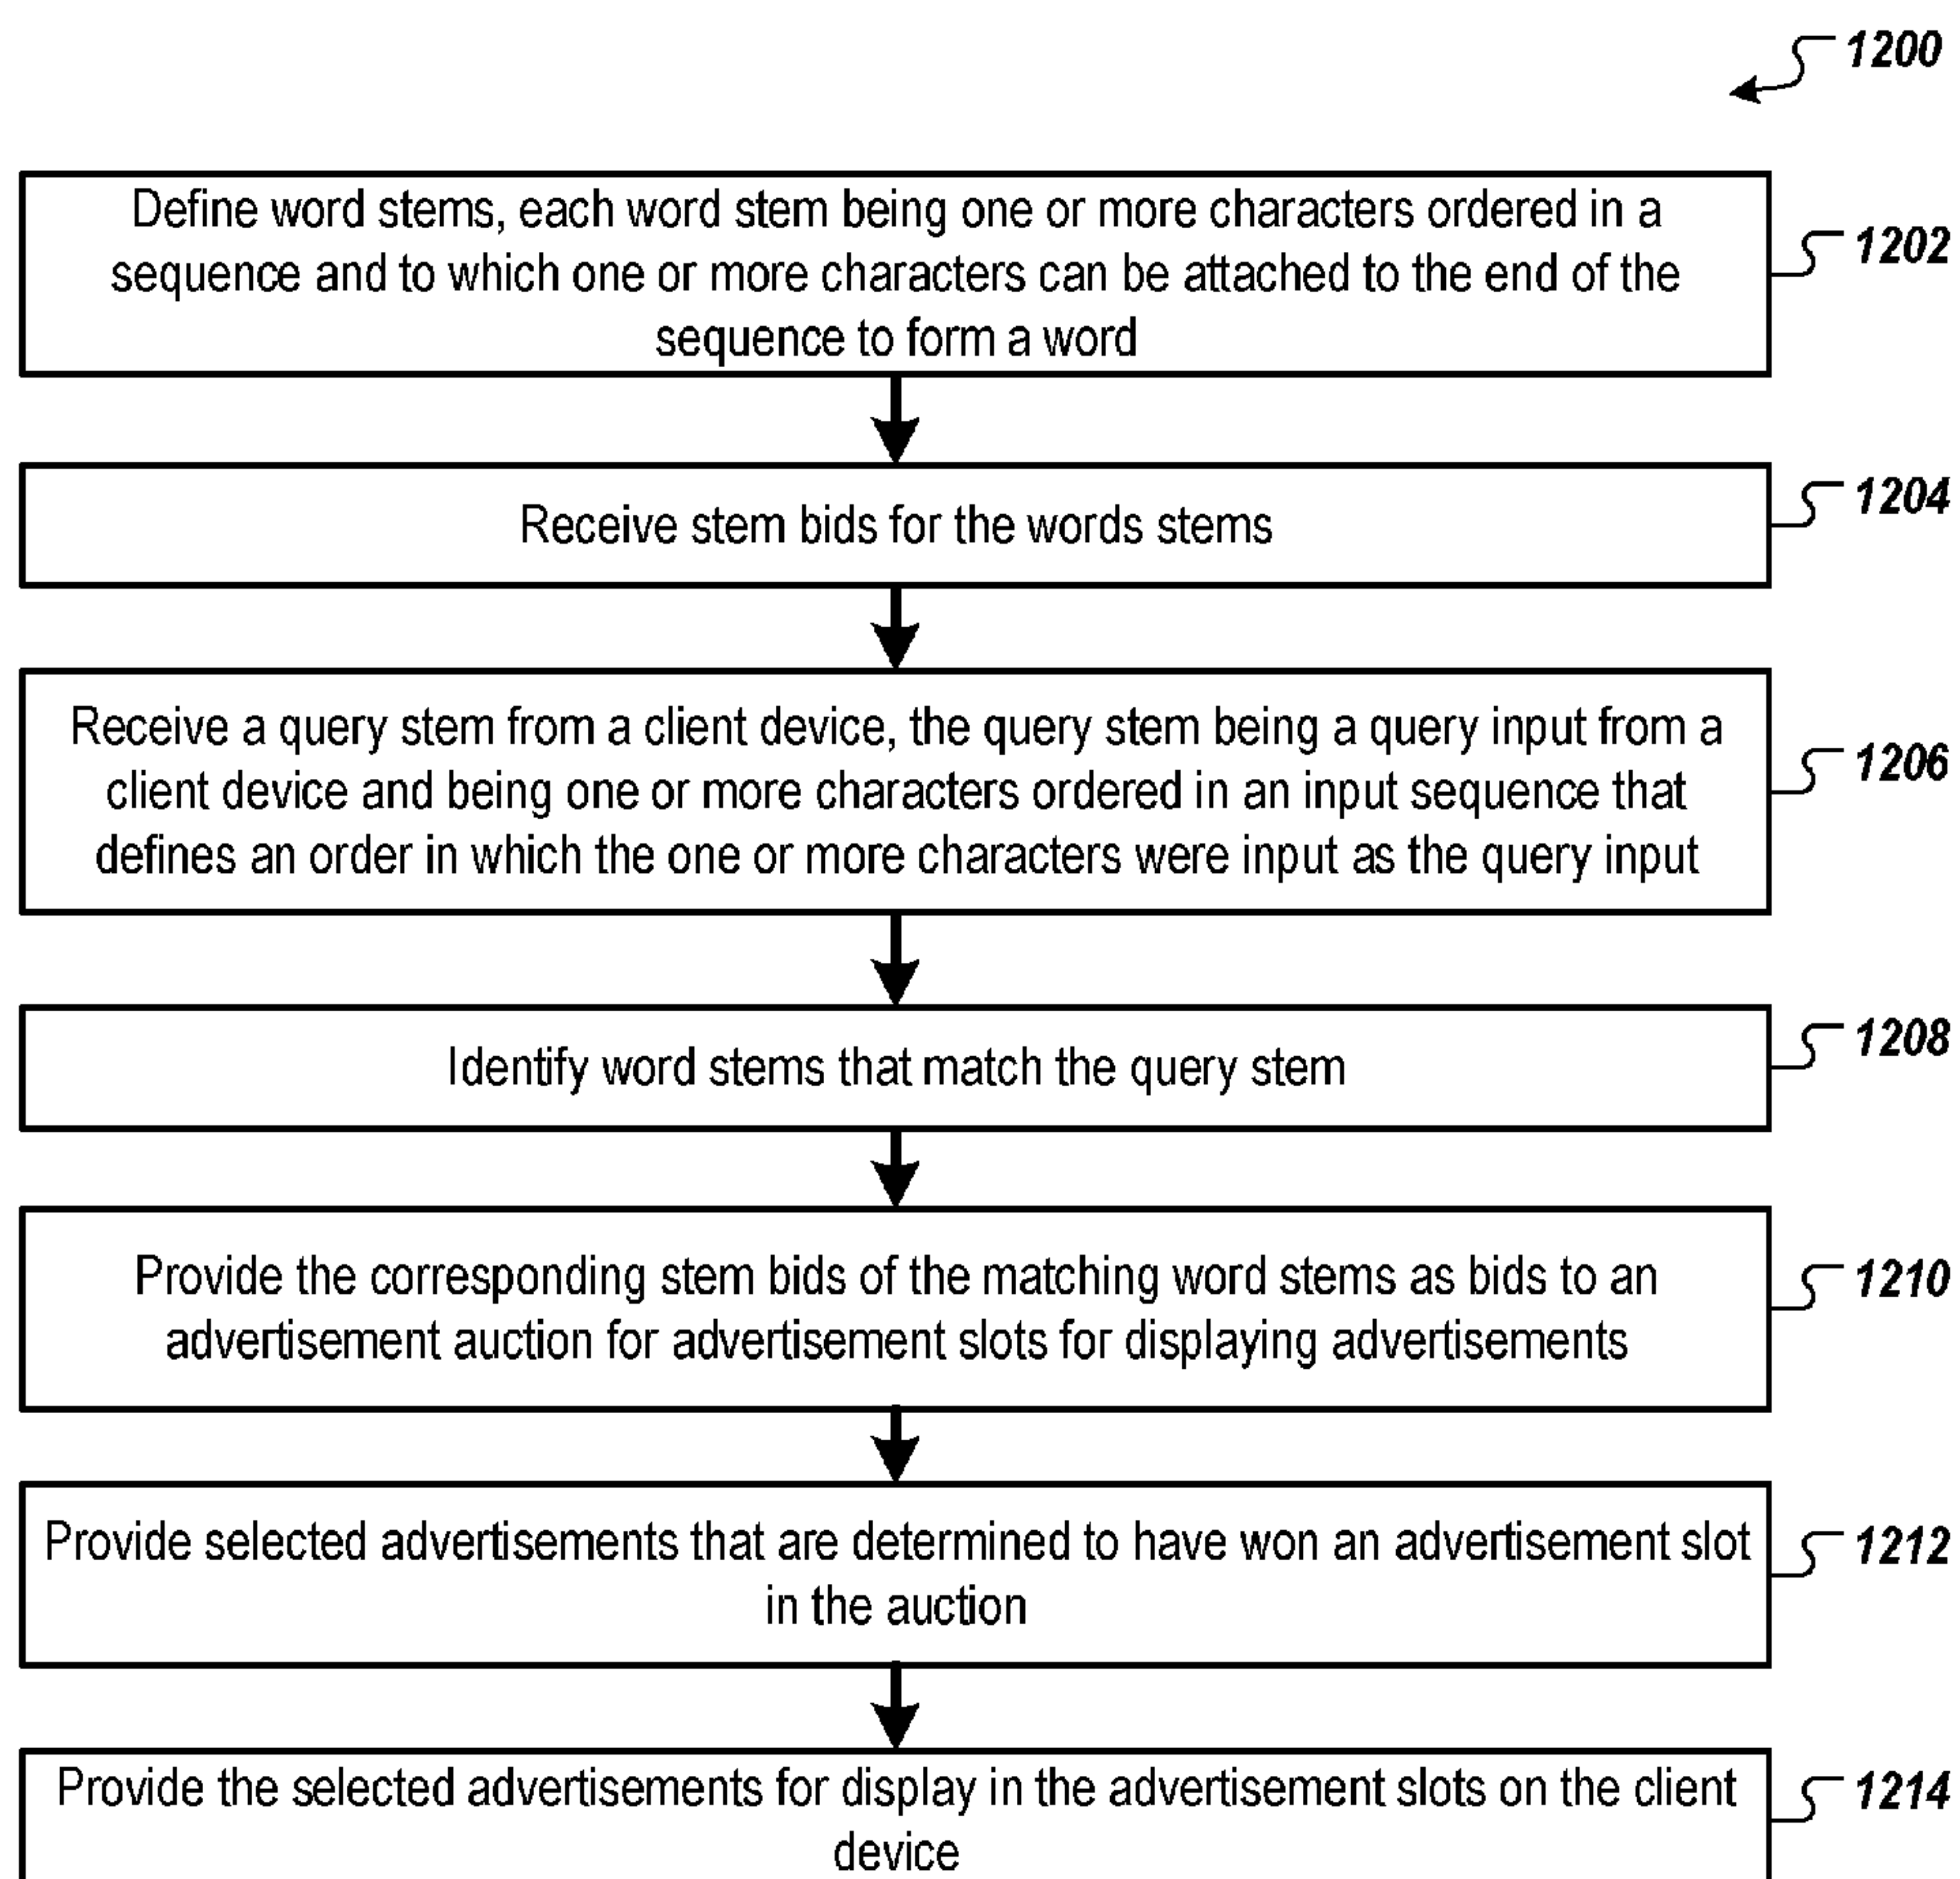 1200
Define word stems, each word stem being one or more characters ordered in a
sequence and to which one or more characters can be attached to the end of the
sequence to form a word
1202
Receive stem bids for the words stems
1204
Receive a query stem from a client device, the query stem being a query input from a
client device and being one or more characters ordered in an input sequence that
defines an order in which the one or more characters were input as the query input
1206
Identify word stems that match the query stem
1208
Provide the corresponding stem bids of the matching word stems as bids to an
advertisement auction for advertisement slots for displaying advertisements
1210
Provide selected advertisements that are determined to have won an advertisement slot
in the auction
1212
Provide the selected advertisements for display in the advertisement slots on the client
device
1214